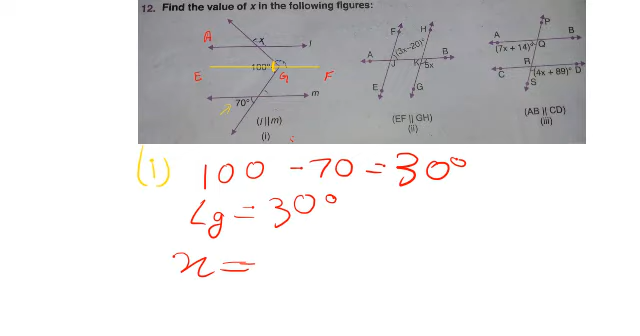 12. Find the value of x in the following figures:
A x l
E 100° G F
70° m
(l || m)
(i)
F H
(3x-20)°
A J K B
5x
E G
(EF || GH)
(ii)
P
A B
(7x + 14)° Q
R
C (4x + 89)° D
S
(AB || CD)
(iii)
(i) 100 - 70 = 30°
∠g = 30°
x =